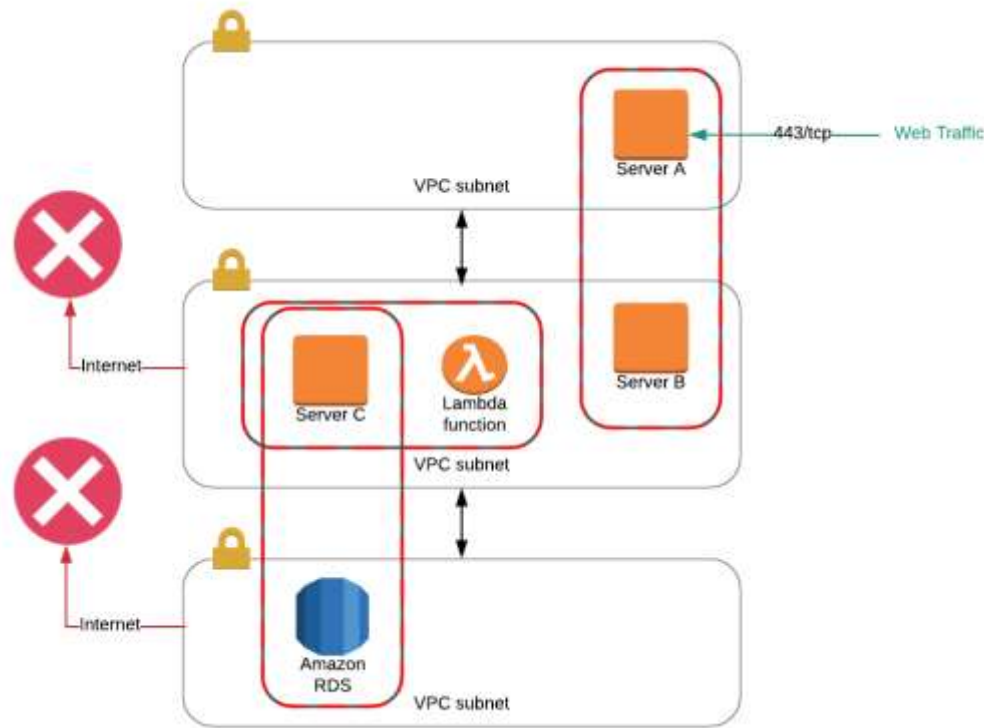 Server A
443/tcp
Web Traffic
VPC subnet
Internet
Server C
Lambda
function
Server B
VPC subnet
Internet
Amazon
RDS
VPC subnet